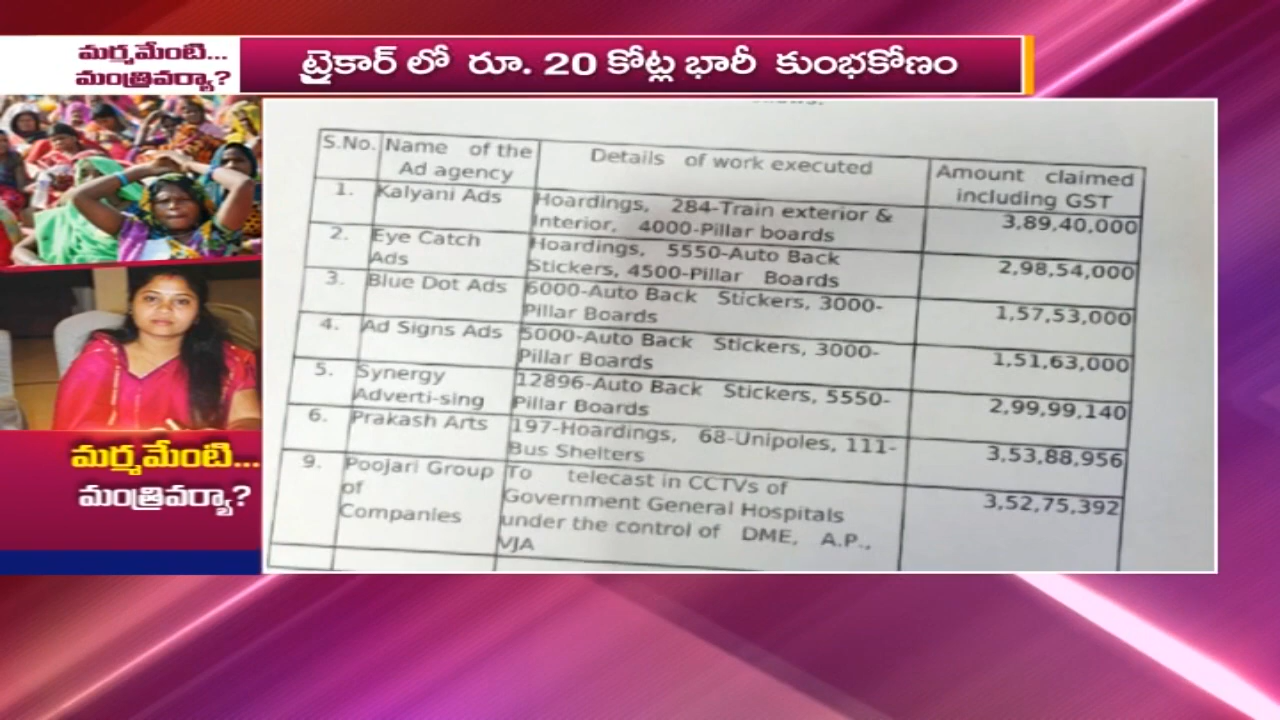 మర్మమేంటి...
మంత్రివర్యా?
ట్రైకార్ లో రూ. 20 కోట్ల భారీ కుంభకోణం
S.No. Name of the Ad agency Details of work executed Amount claimed including GST
1. Kalyani Ads Hoardings, 284-Train exterior & Interior, 4000-Pillar boards 3,89,40,000
2. Eye Catch Ads Hoardings, 5550-Auto Back Stickers, 4500-Pillar Boards 2,98,54,000
3. Blue Dot Ads 6000-Auto Back Stickers, 3000-Pillar Boards 1,57,53,000
4. Ad Signs Ads 5000-Auto Back Stickers, 3000-Pillar Boards 1,51,63,000
5. Synergy Adverti-sing 12896-Auto Back Stickers, 5550-Pillar Boards 2,99,99,140
6. Prakash Arts 197-Hoardings, 68-Unipoles, 111-Bus Shelters 3,53,88,956
9. Poojari Group of Companies To telecast in CCTVs of Government General Hospitals under the control of DME, A.P., VJA 3,52,75,392
మర్మమేంటి...
మంత్రివర్యా?